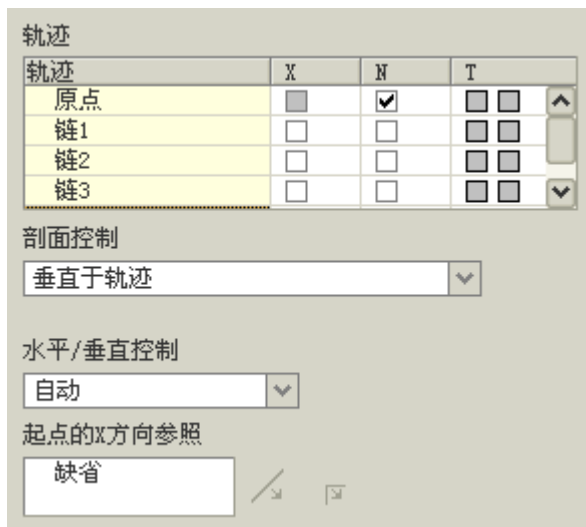 轨迹
轨迹 X N T
原点
链1
链2
链3
剖面控制
垂直于轨迹
水平/垂直控制
自动
起点的X方向参照
缺省